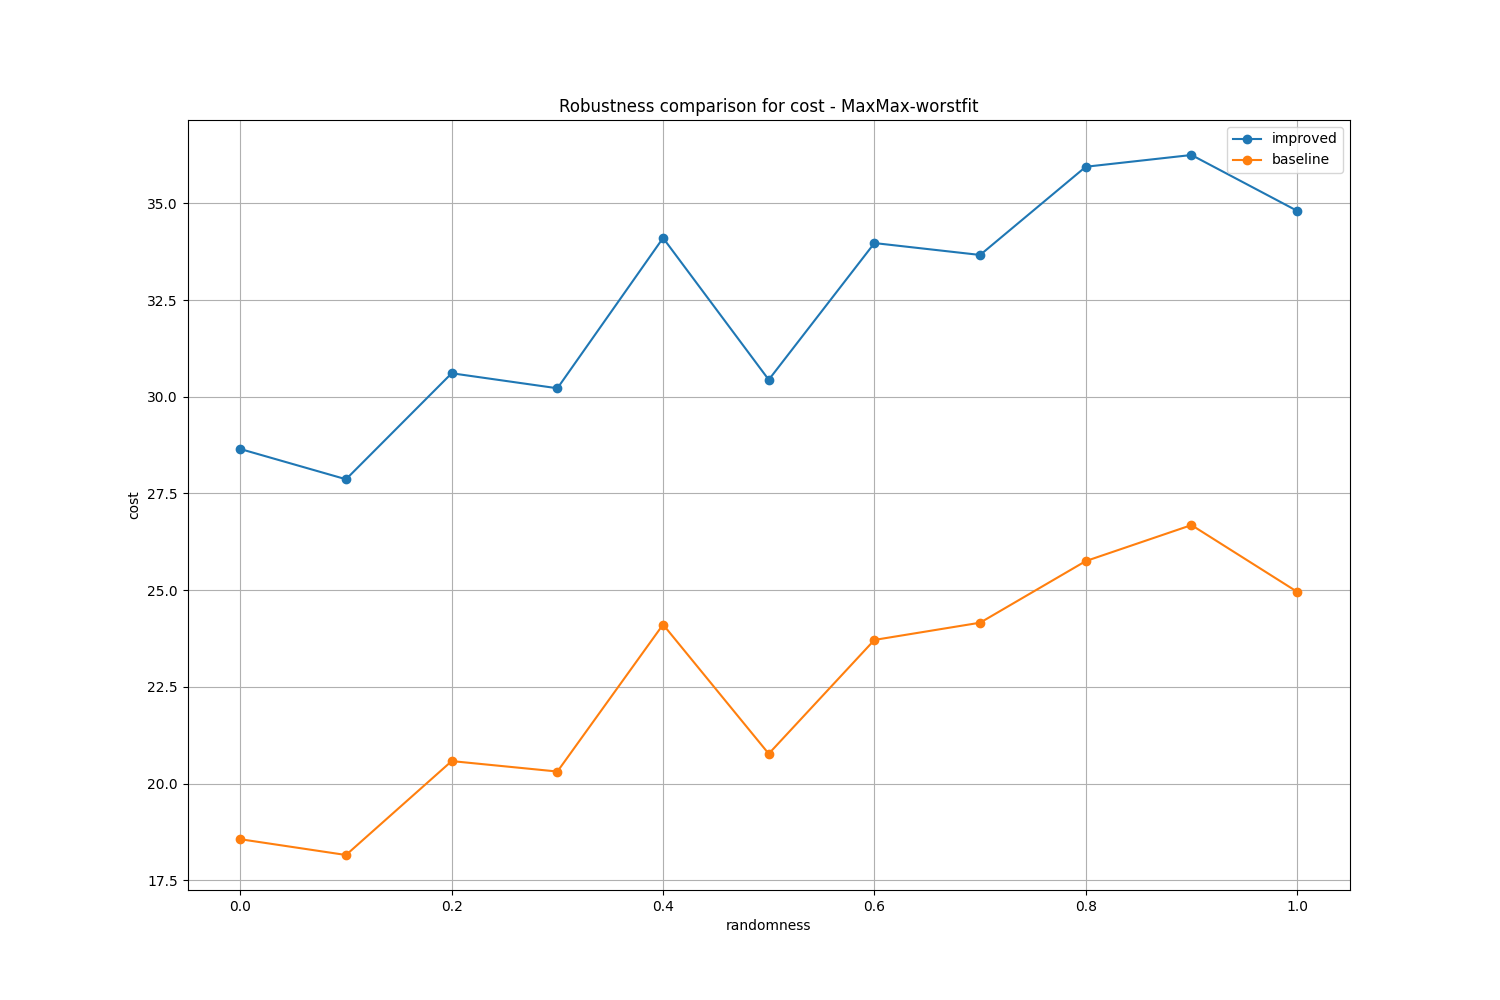 Robustness comparison for cost - MaxMax-worstfit
improved
baseline
35.0
32.5
30.0
27.5
25.0
22.5
20.0
17.5
cost
0.0 0.2 0.4 0.6 0.8 1.0
randomness